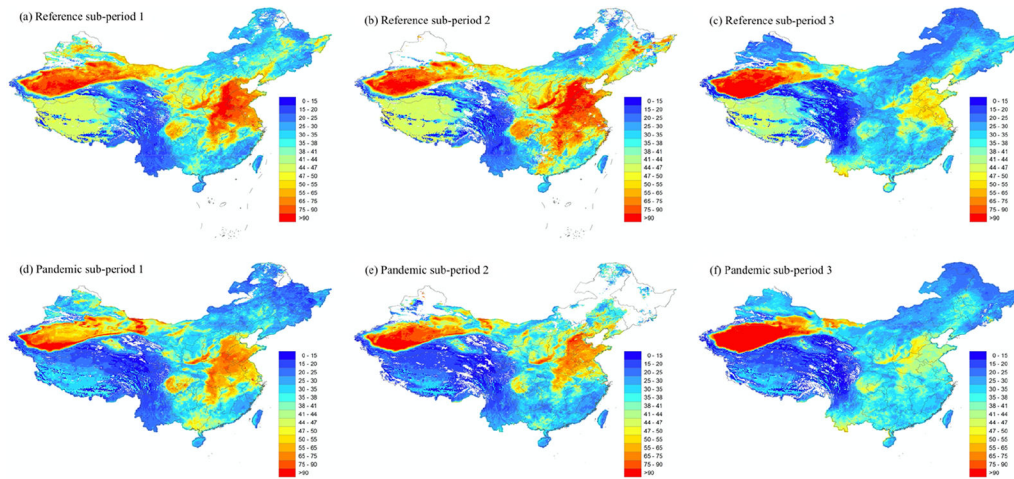 (a) Reference sub-period 1
0 - 15
15 - 20
20 - 25
25 - 30
30 - 35
35 - 38
38 - 41
41 - 44
44 - 47
47 - 50
50 - 55
55 - 65
65 - 75
75 - 90
>90
(b) Reference sub-period 2
0 - 15
15 - 20
20 - 25
25 - 30
30 - 35
35 - 38
38 - 41
41 - 44
44 - 47
47 - 50
50 - 55
55 - 65
65 - 75
75 - 90
>90
(c) Reference sub-period 3
0 - 15
15 - 20
20 - 25
25 - 30
30 - 35
35 - 38
38 - 41
41 - 44
44 - 47
47 - 50
50 - 55
55 - 65
65 - 75
75 - 90
>90
(d) Pandemic sub-period 1
0 - 15
15 - 20
20 - 25
25 - 30
30 - 35
35 - 38
38 - 41
41 - 44
44 - 47
47 - 50
50 - 55
55 - 65
65 - 75
75 - 90
>90
(e) Pandemic sub-period 2
0 - 15
15 - 20
20 - 25
25 - 30
30 - 35
35 - 38
38 - 41
41 - 44
44 - 47
47 - 50
50 - 55
55 - 65
65 - 75
75 - 90
>90
(f) Pandemic sub-period 3
0 - 15
15 - 20
20 - 25
25 - 30
30 - 35
35 - 38
38 - 41
41 - 44
44 - 47
47 - 50
50 - 55
55 - 65
65 - 75
75 - 90
>90